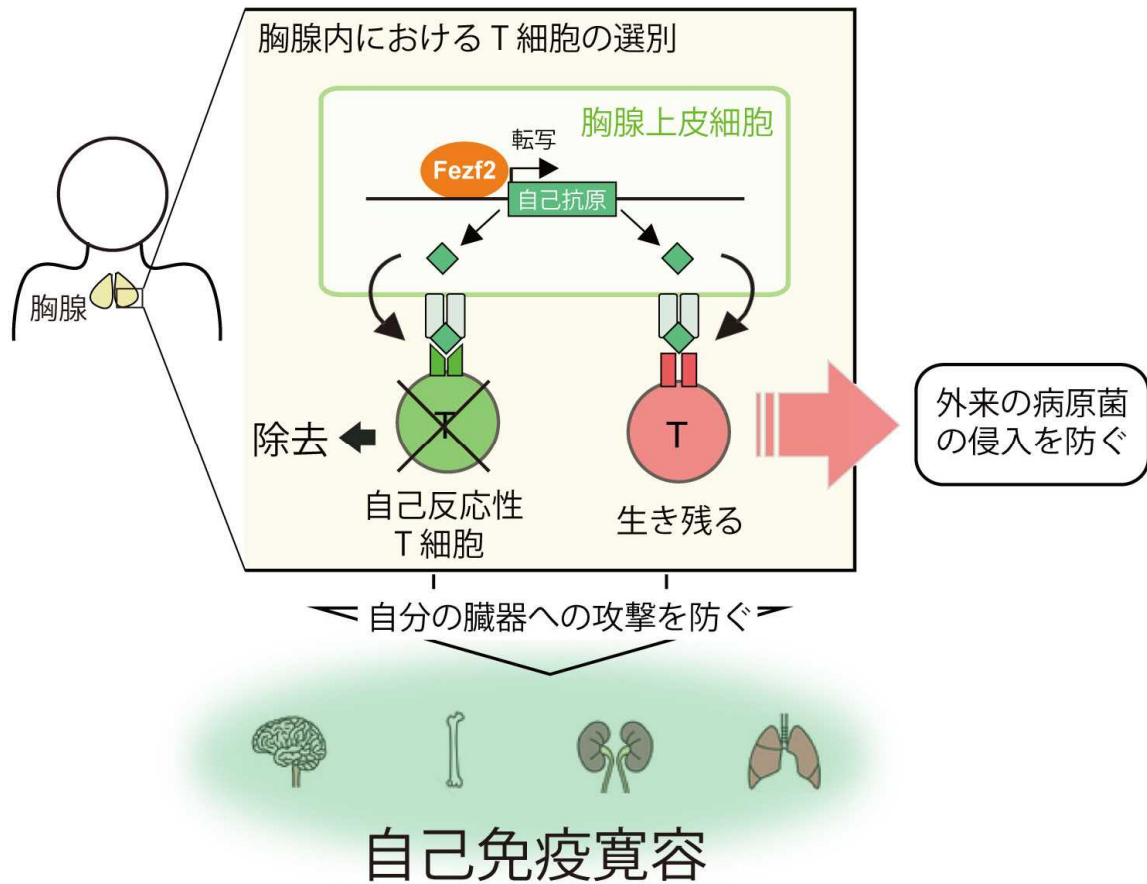 胸腺内における T 細胞の選別
胸腺上皮細胞
転写
Fezf2
自己抗原
胸腺
T
T
除去
自己反応性
T 細胞
生き残る
外来の病原菌
の侵入を防ぐ
自分の臓器への攻撃を防ぐ
自己免疫寛容